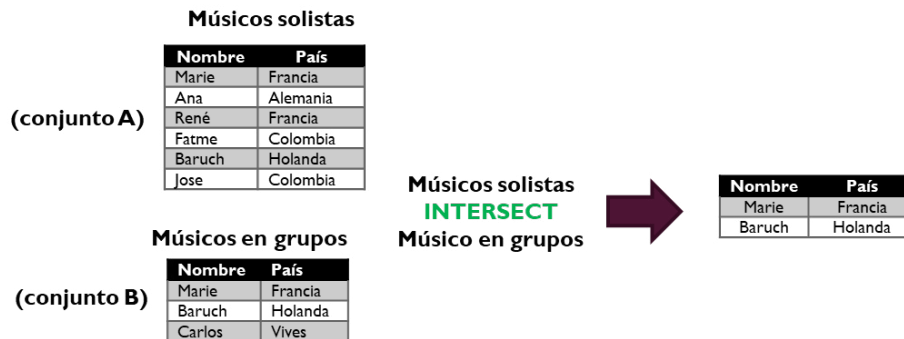 Músicos solistas
Nombre País
Marie Francia
Ana Alemania
(conjunto A)
René Francia
Fatme Colombia
Baruch Holanda
Jose Colombia
Músicos solistas
INTERSECT
Músico en grupos
Nombre País
Marie Francia
Baruch Holanda
Músicos en grupos
Nombre País
(conjunto B)
Marie Francia
Baruch Holanda
Carlos Vives